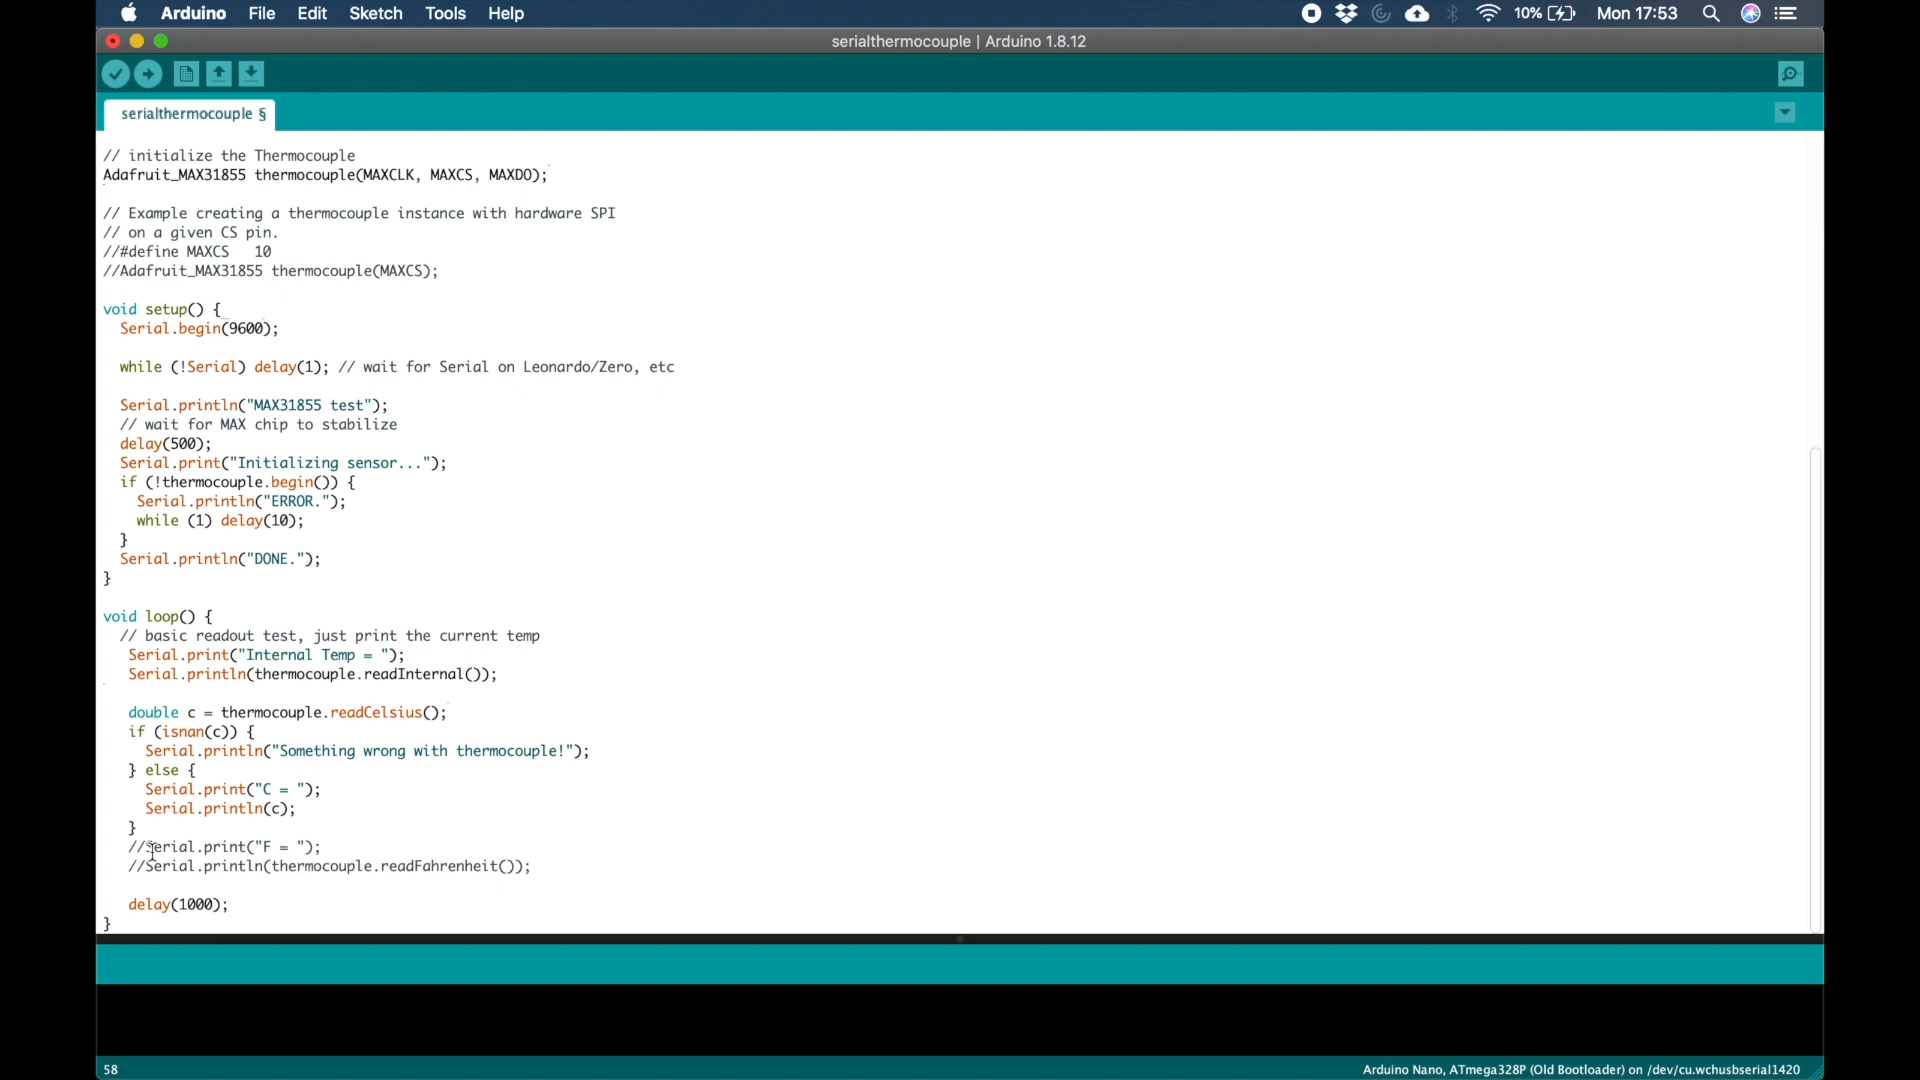 Arduino File Edit Sketch Tools Help 10% Mon 17:53
serialthermocouple | Arduino 1.8.12
serialthermocouple §
// initialize the Thermocouple
Adafruit_MAX31855 thermocouple(MAXCLK, MAXCS, MAXDO);
// Example creating a thermocouple instance with hardware SPI
// on a given CS pin.
//#define MAXCS   10
//Adafruit_MAX31855 thermocouple(MAXCS);
void setup() {
  Serial.begin(9600);
  while (!Serial) delay(1); // wait for Serial on Leonardo/Zero, etc
  Serial.println("MAX31855 test");
  // wait for MAX chip to stabilize
  delay(500);
  Serial.print("Initializing sensor...");
  if (!thermocouple.begin()) {
    Serial.println("ERROR.");
    while (1) delay(10);
  }
  Serial.println("DONE.");
}
void loop() {
  // basic readout test, just print the current temp
   Serial.print("Internal Temp = ");
   Serial.println(thermocouple.readInternal());
   double c = thermocouple.readCelsius();
   if (isnan(c)) {
     Serial.println("Something wrong with thermocouple!");
   } else {
     Serial.print("C = ");
     Serial.println(c);
   }
   //Serial.print("F = ");
   //Serial.println(thermocouple.readFahrenheit());
   delay(1000);
}
58 Arduino Nano, ATmega328P (Old Bootloader) on /dev/cu.wchusbserial1420